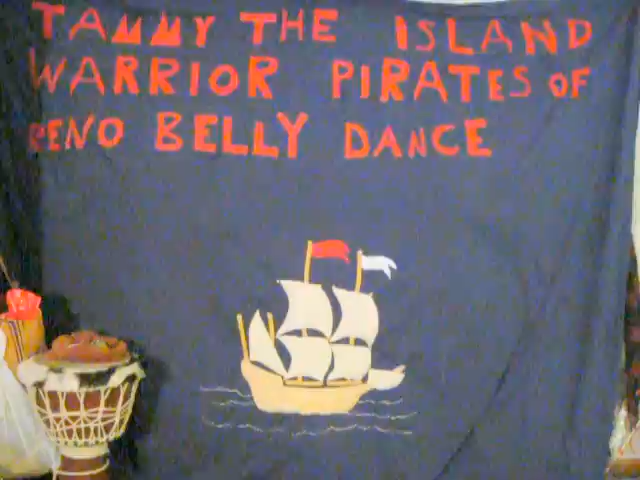 TAMMY THE ISLAND
WARRIOR PIRATES OF
RENO BELLY DANCE